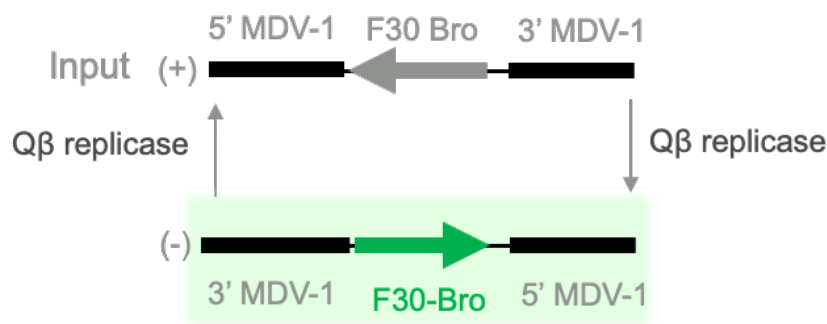 5' MDV-1 F30 Bro 3' MDV-1
Input (+)
Qβ replicase Qβ replicase
(-)
3' MDV-1 F30-Bro 5' MDV-1